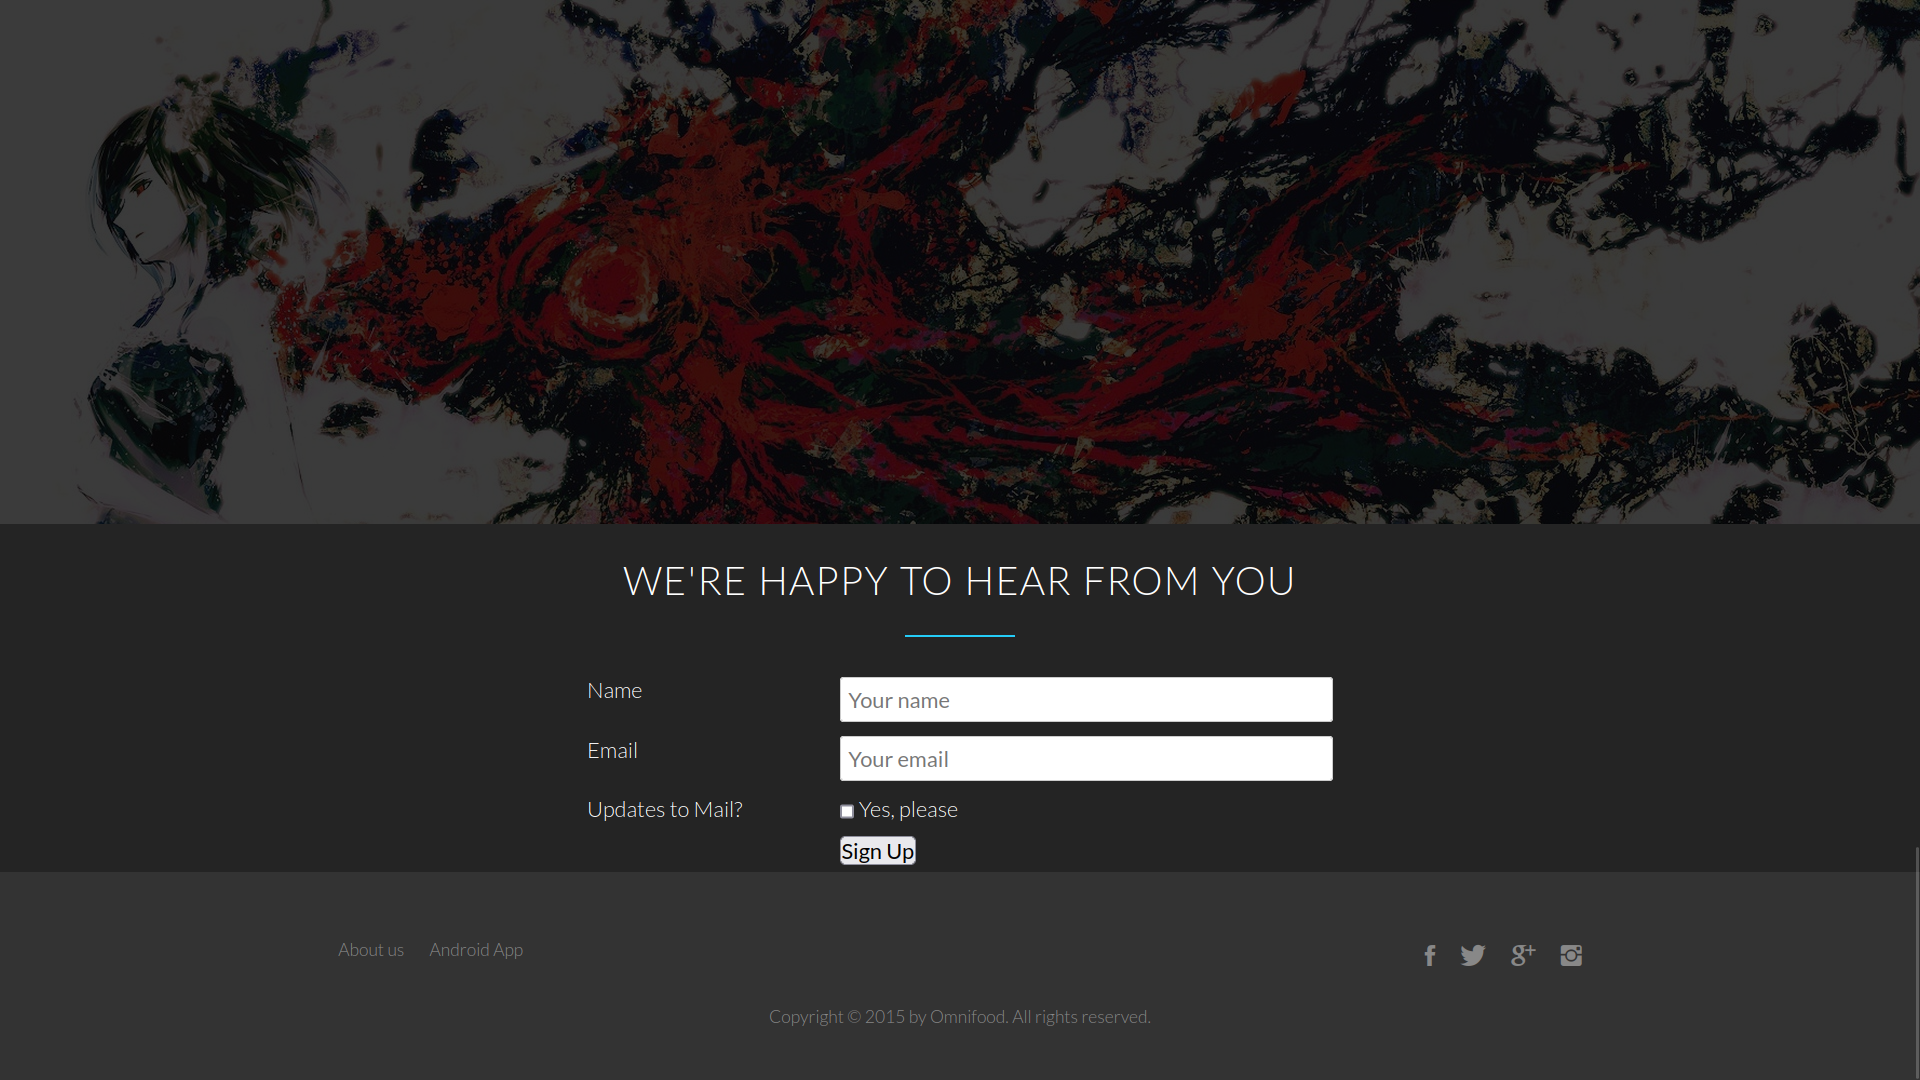 WE'RE HAPPY TO HEAR FROM YOU
Name
Your name
Email
Your email
Updates to Mail?
Yes, please
Sign Up
About us
Android App
Copyright © 2015 by Omnifood. All rights reserved.